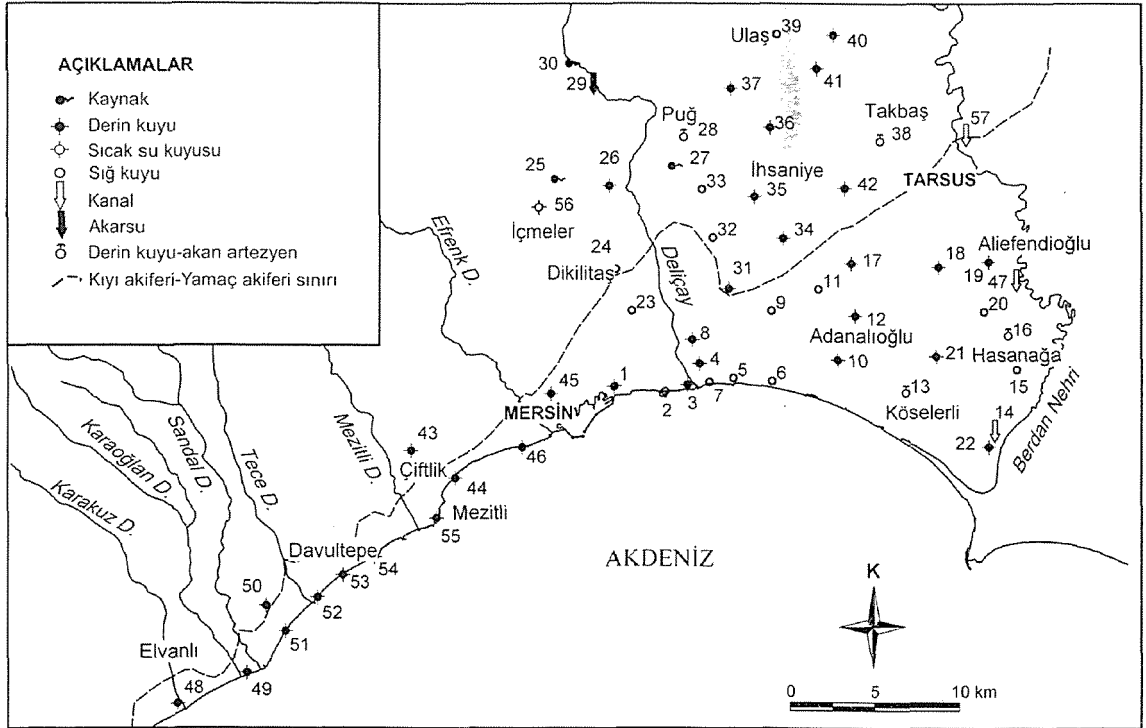 AÇIKLAMALAR
Kaynak
Derin kuyu
Sıcak su kuyusu
Sığ kuyu
Kanal
Akarsu
Derin kuyu-akan artezyen
Kıyı akiferi-Yamaç akiferi sınırı
Ulaş
39
40
30
29
37
41
Puğ
28
36
Takbaş
38
57
25
26
27
33
İhsaniye
35
42
TARSUS
56
İçmeler
Efrenk D.
24
Dikilitaş
Deliçay
32
34
31
17
18
Aliefendioğlu
19
47
23
9
11
20
12
Adanalıoğlu
16
8
4
10
21
Hasanağa
15
1
5
6
45
MERSİN
2
3
7
13
Köselerli
14
22
Berdan Nehri
43
46
Çiftlik
44
Mezitli
55
Mezitli D.
Tece D.
Sandal D.
Karaoğlan D.
Karakuz D.
Davultepe
54
53
52
50
51
Elvanlı
49
48
AKDENİZ
K
0 5 10 km